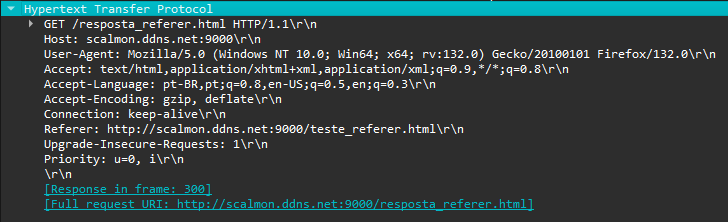 Hypertext Transfer Protocol
GET /resposta_referer.html HTTP/1.1\r\n
Host: scalmon.ddns.net:9000\r\n
User-Agent: Mozilla/5.0 (Windows NT 10.0; Win64; x64; rv:132.0) Gecko/20100101 Firefox/132.0\r\n
Accept: text/html,application/xhtml+xml,application/xml;q=0.9,*/*;q=0.8\r\n
Accept-Language: pt-BR,pt;q=0.8,en-US;q=0.5,en;q=0.3\r\n
Accept-Encoding: gzip, deflate\r\n
Connection: keep-alive\r\n
Referer: http://scalmon.ddns.net:9000/teste_referer.html\r\n
Upgrade-Insecure-Requests: 1\r\n
Priority: u=0, i\r\n
\r\n
[Response in frame: 300]
[Full request URI: http://scalmon.ddns.net:9000/resposta_referer.html]